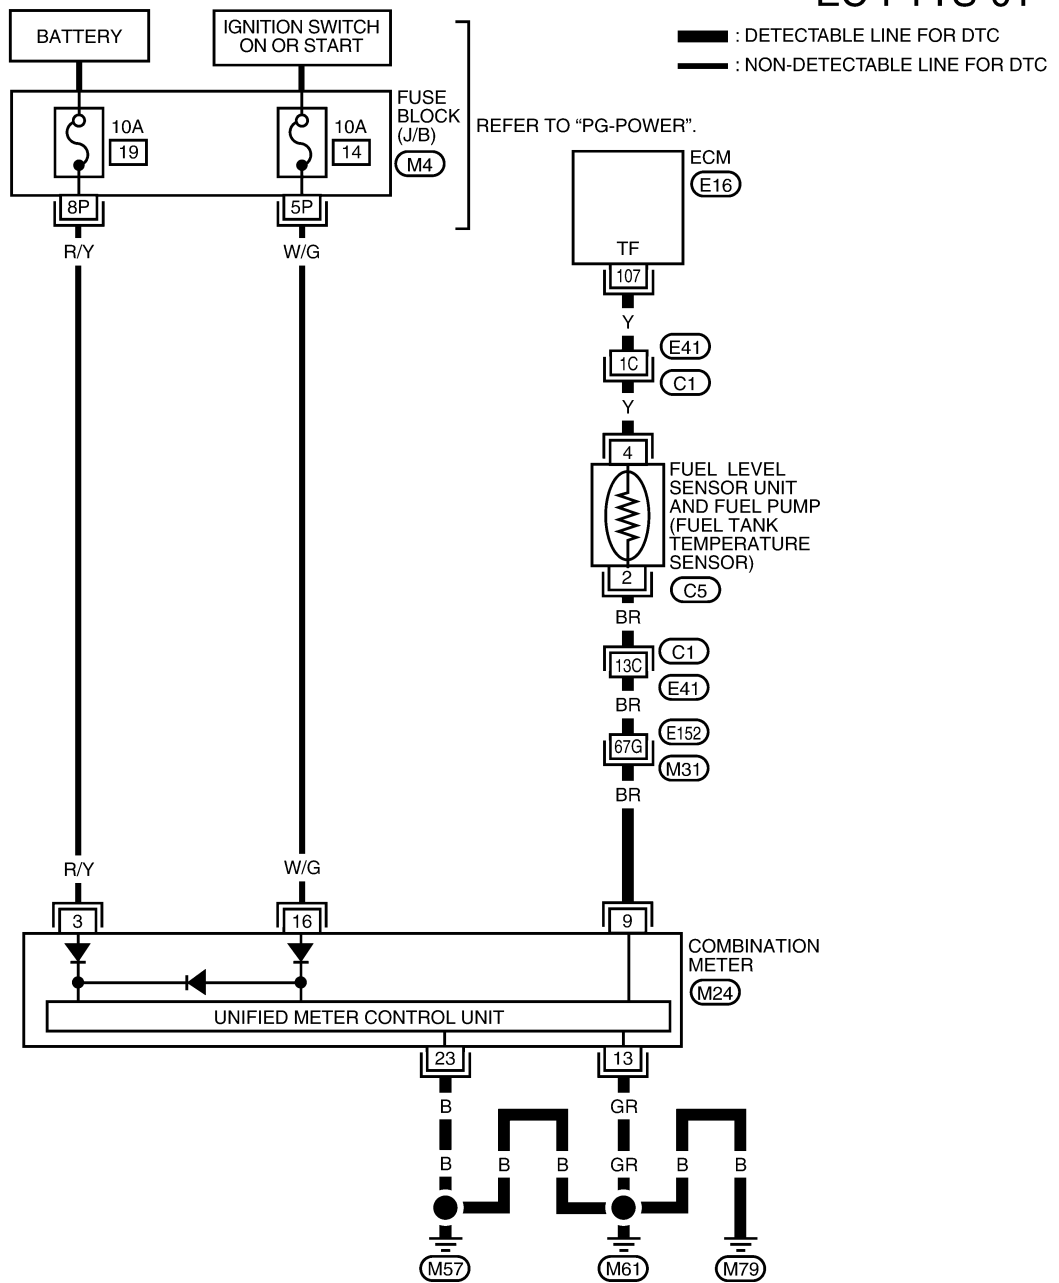 : DETECTABLE LINE FOR DTC
: NON-DETECTABLE LINE FOR DTC
BATTERY
IGNITION SWITCH
ON OR START
FUSE
BLOCK
(J/B)
M4
REFER TO “PG-POWER”.
10A
19
10A
14
8P
5P
R/Y
W/G
ECM
E16
TF
107
Y
1C
E41
C1
Y
4
FUEL LEVEL
SENSOR UNIT
AND FUEL PUMP
(FUEL TANK
TEMPERATURE
SENSOR)
2
C5
BR
13C
C1
E41
BR
67G
E152
M31
BR
R/Y
W/G
3
16
9
COMBINATION
METER
M24
UNIFIED METER CONTROL UNIT
23
13
B
GR
B
B
B
GR
B
B
M57
M61
M79